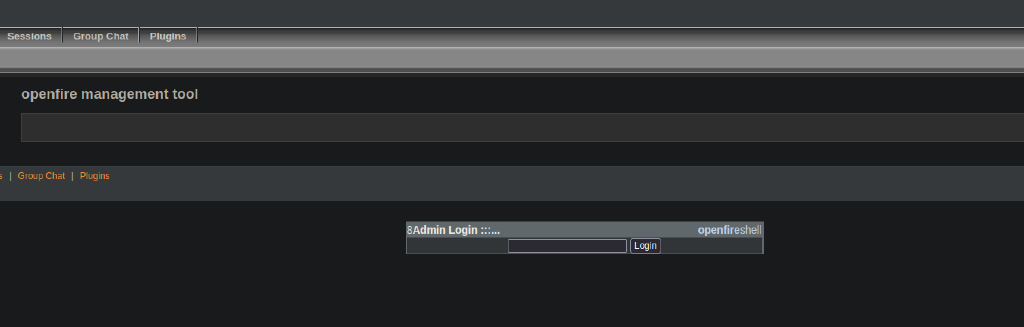 Sessions Group Chat Plugins
openfire management tool
s | Group Chat | Plugins
8Admin Login :::... openfireshell
Login